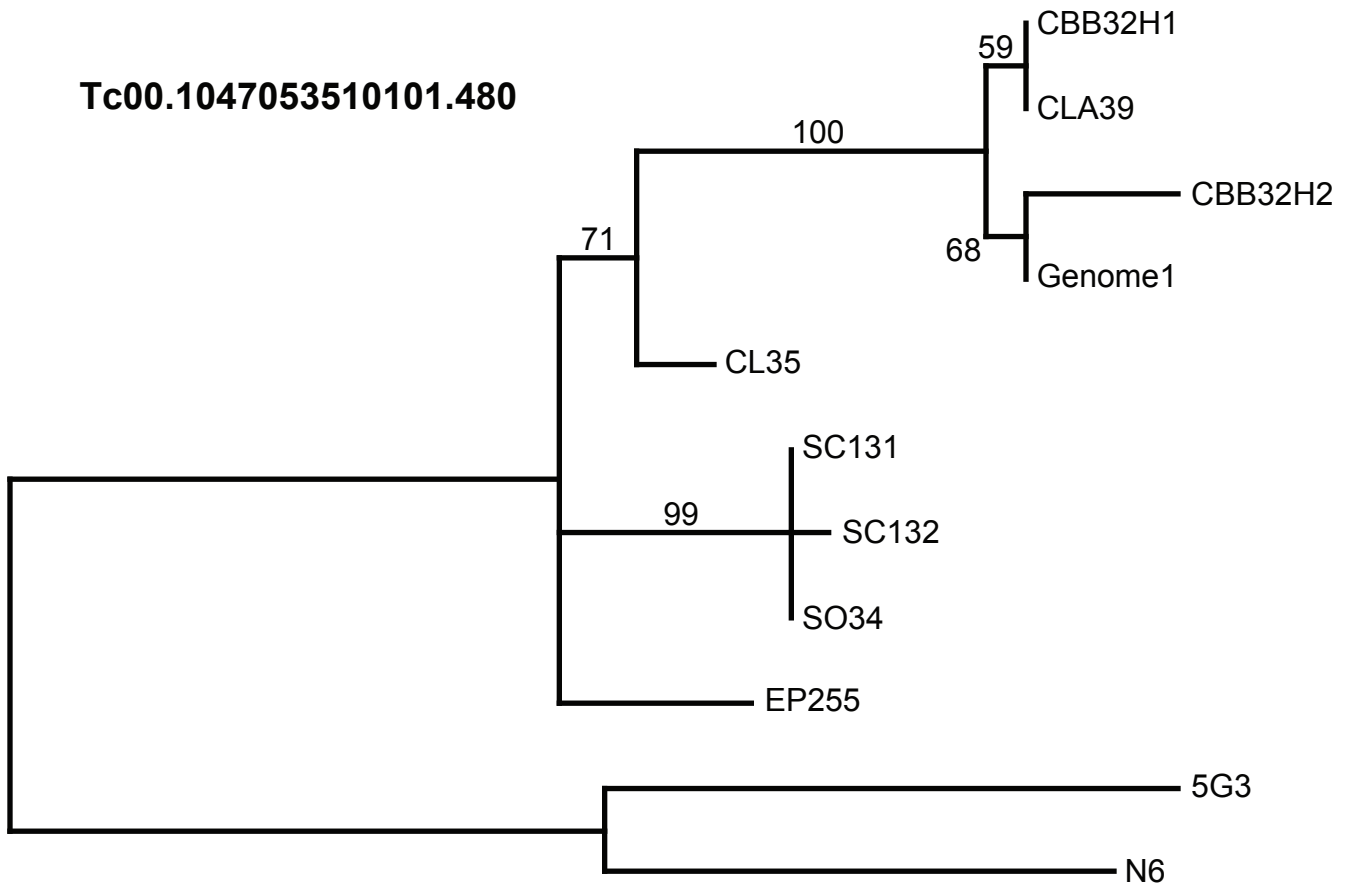 CBB32H1
59
Tc00.1047053510101.480
CLA39
100
CBB32H2
71
68
Genome1
CL35
SC131
99
SC132
SO34
EP255
5G3
N6